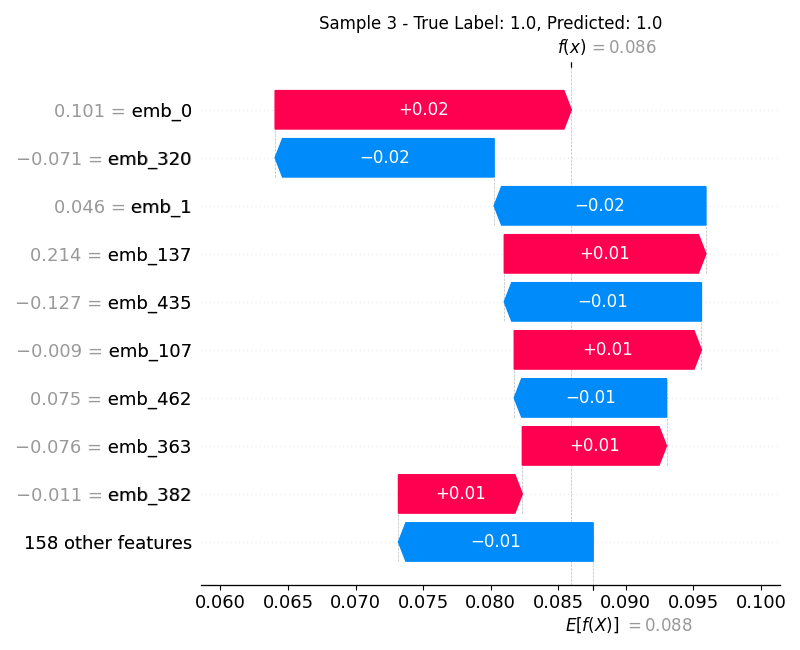 Sample 3 - True Label: 1.0, Predicted: 1.0
f(x) = 0.086
0.101 = emb_0
+0.02
−0.071 = emb_320
−0.02
0.046 = emb_1
−0.02
0.214 = emb_137
+0.01
−0.127 = emb_435
−0.01
−0.009 = emb_107
+0.01
0.075 = emb_462
−0.01
−0.076 = emb_363
+0.01
−0.011 = emb_382
+0.01
158 other features
−0.01
0.060 0.065 0.070 0.075 0.080 0.085 0.090 0.095 0.100
E[f(X)] = 0.088